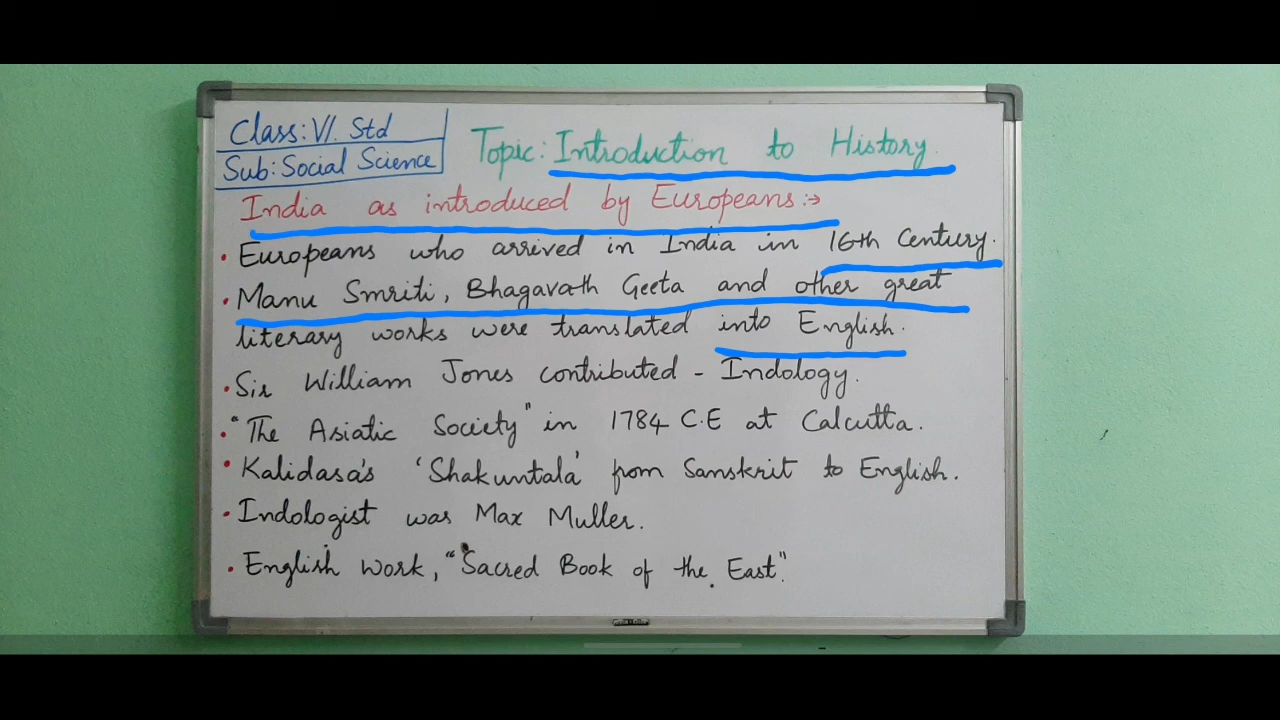 Class: VI. Std
Sub: Social Science
Topic: Introduction to History.
India as introduced by Europeans :→
• Europeans who arrived in India in 16th Century.
• Manu Smriti, Bhagavath Geeta and other great
literary works were translated into English.
• Sir William Jones contributed - Indology.
• "The Asiatic Society" in 1784 C.E at Calcutta.
• Kalidasa's 'Shakuntala' from Sanskrit to English.
• Indologist was Max Muller.
• English work, "Sacred Book of the East".